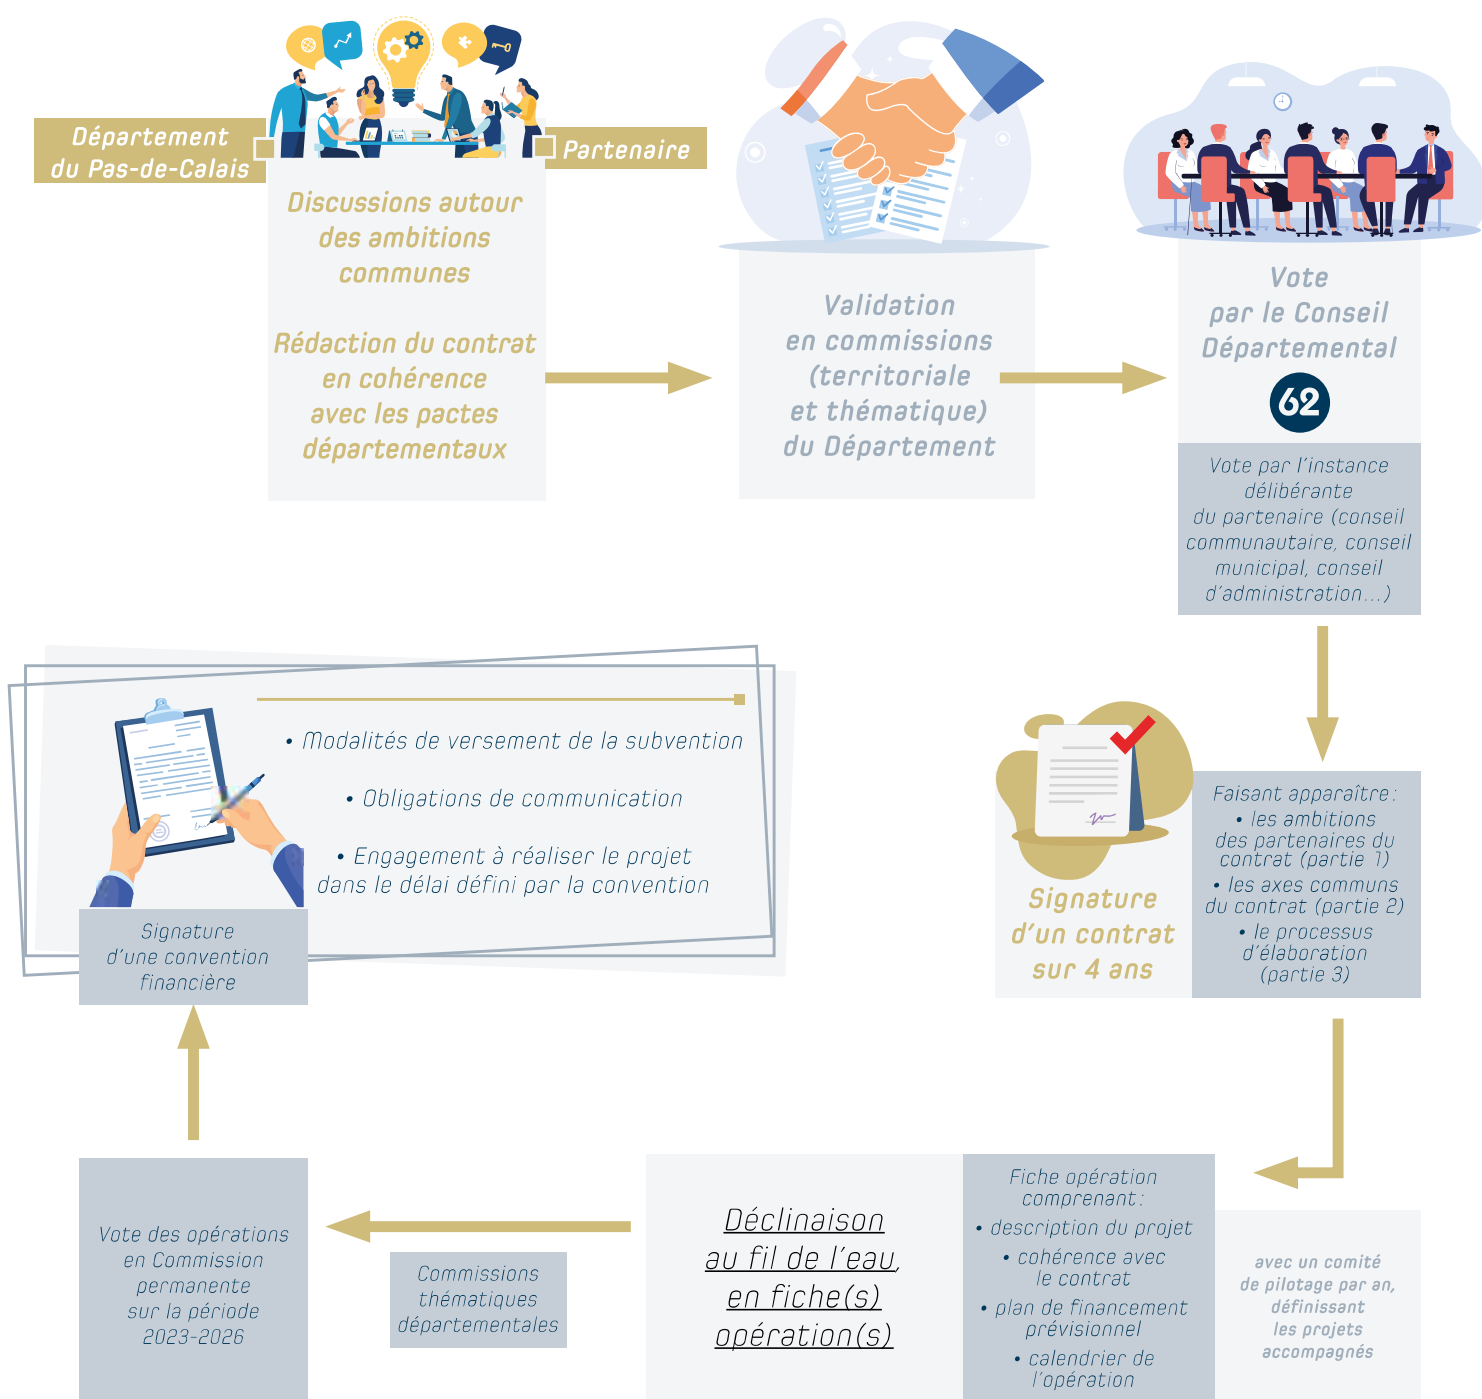 Département
du Pas-de-Calais
Partenaire
Discussions autour
des ambitions
communes
Rédaction du contrat
en cohérence
avec les pactes
départementaux
Validation
en commissions
(territoriale
et thématique)
du Département
Vote
par le Conseil
Départemental
62
Vote par l'instance
délibérante
du partenaire (conseil
communautaire, conseil
municipal, conseil
d'administration...)
Signature
d'un contrat
sur 4 ans
Faisant apparaître :
• les ambitions
des partenaires du
contrat (partie 1)
• les axes communs
du contrat (partie 2)
• le processus
d'élaboration
(partie 3)
avec un comité
de pilotage par an,
définissant
les projets
accompagnés
Déclinaison
au fil de l'eau,
en fiche(s)
opération(s)
Fiche opération
comprenant :
• description du projet
• cohérence avec
le contrat
• plan de financement
prévisionnel
• calendrier de
l'opération
Commissions
thématiques
départementales
Vote des opérations
en Commission
permanente
sur la période
2023-2026
Signature
d'une convention
financière
• Modalités de versement de la subvention
• Obligations de communication
• Engagement à réaliser le projet
dans le délai défini par la convention